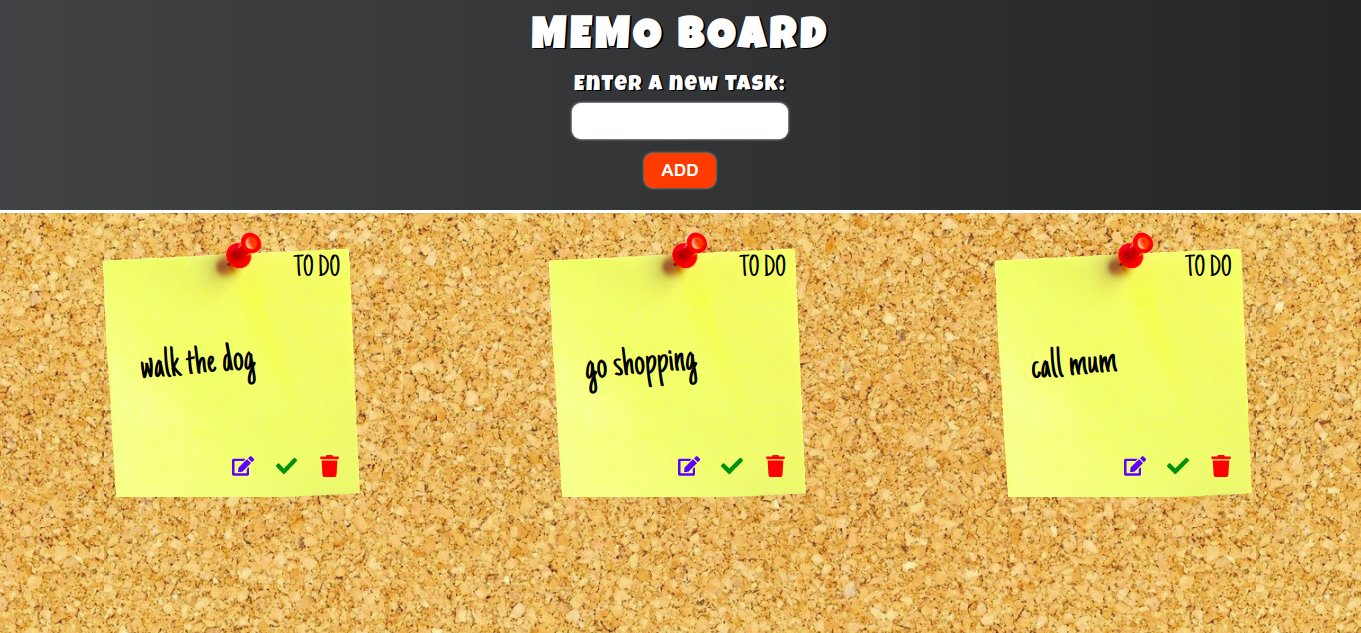 MEMO BOARD
Enter a new task:
ADD
TO DO
walk the dog
TO DO
go shopping
TO DO
call mum